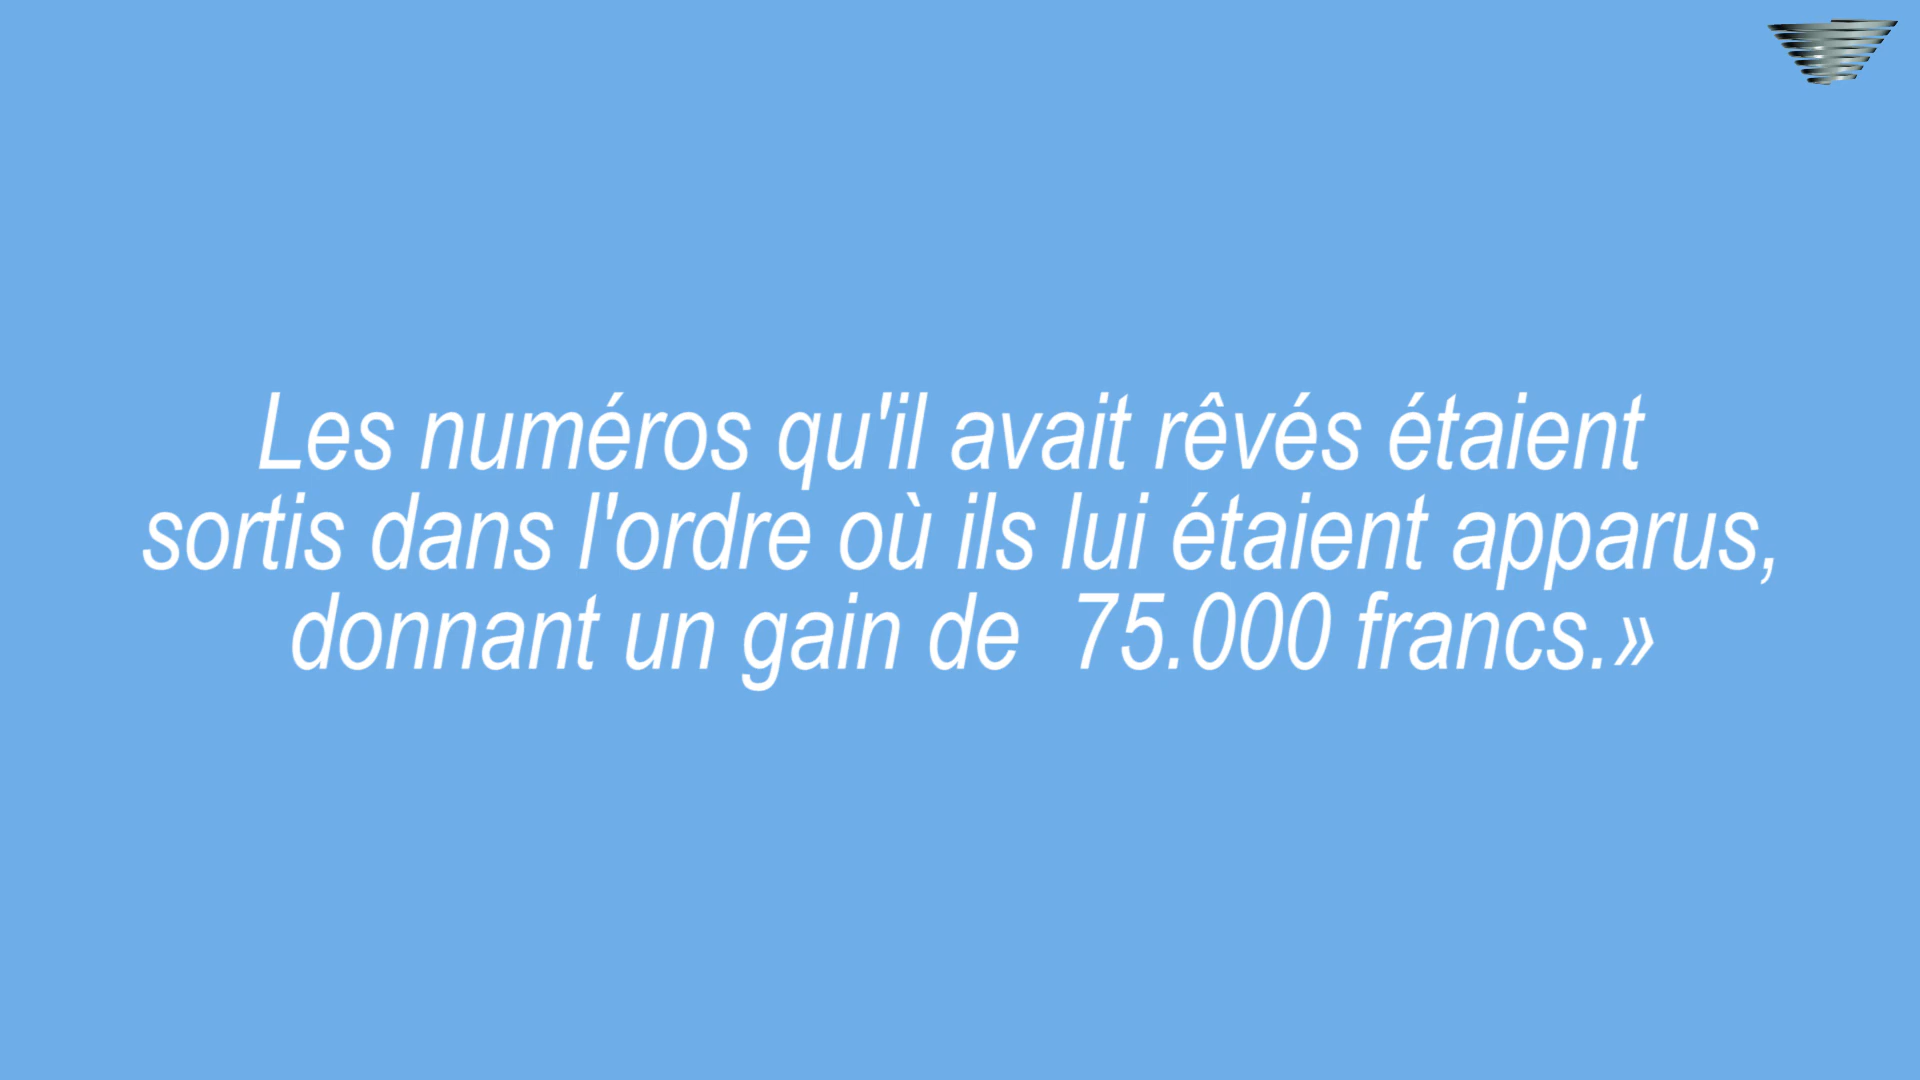 Les numéros qu'il avait rêvés étaient
sortis dans l'ordre où ils lui étaient apparus,
donnant un gain de  75.000 francs.»